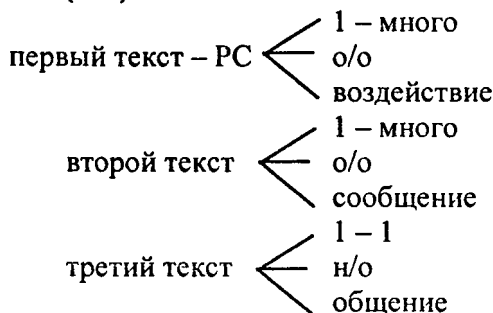 1 – много
первый текст – РС о/о
воздействие
1 – много
второй текст о/о
сообщение
1 – 1
третий текст н/о
общение